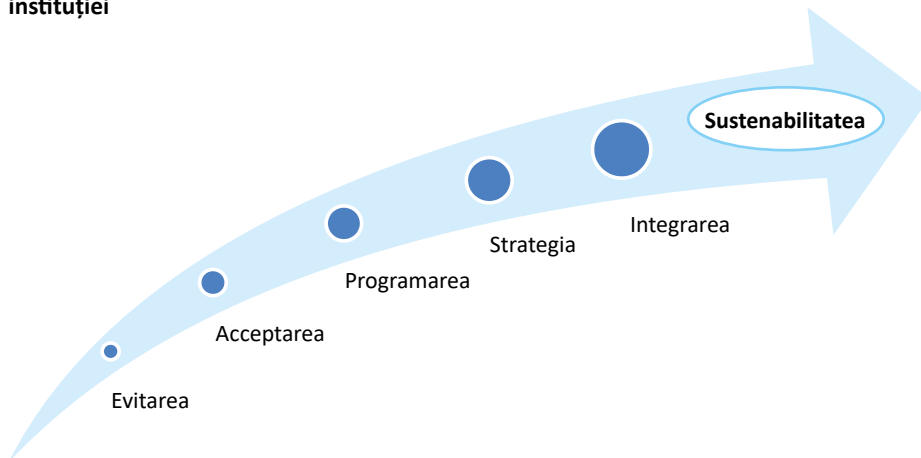 instituției
Sustenabilitatea
Integrarea
Strategia
Programarea
Acceptarea
Evitarea